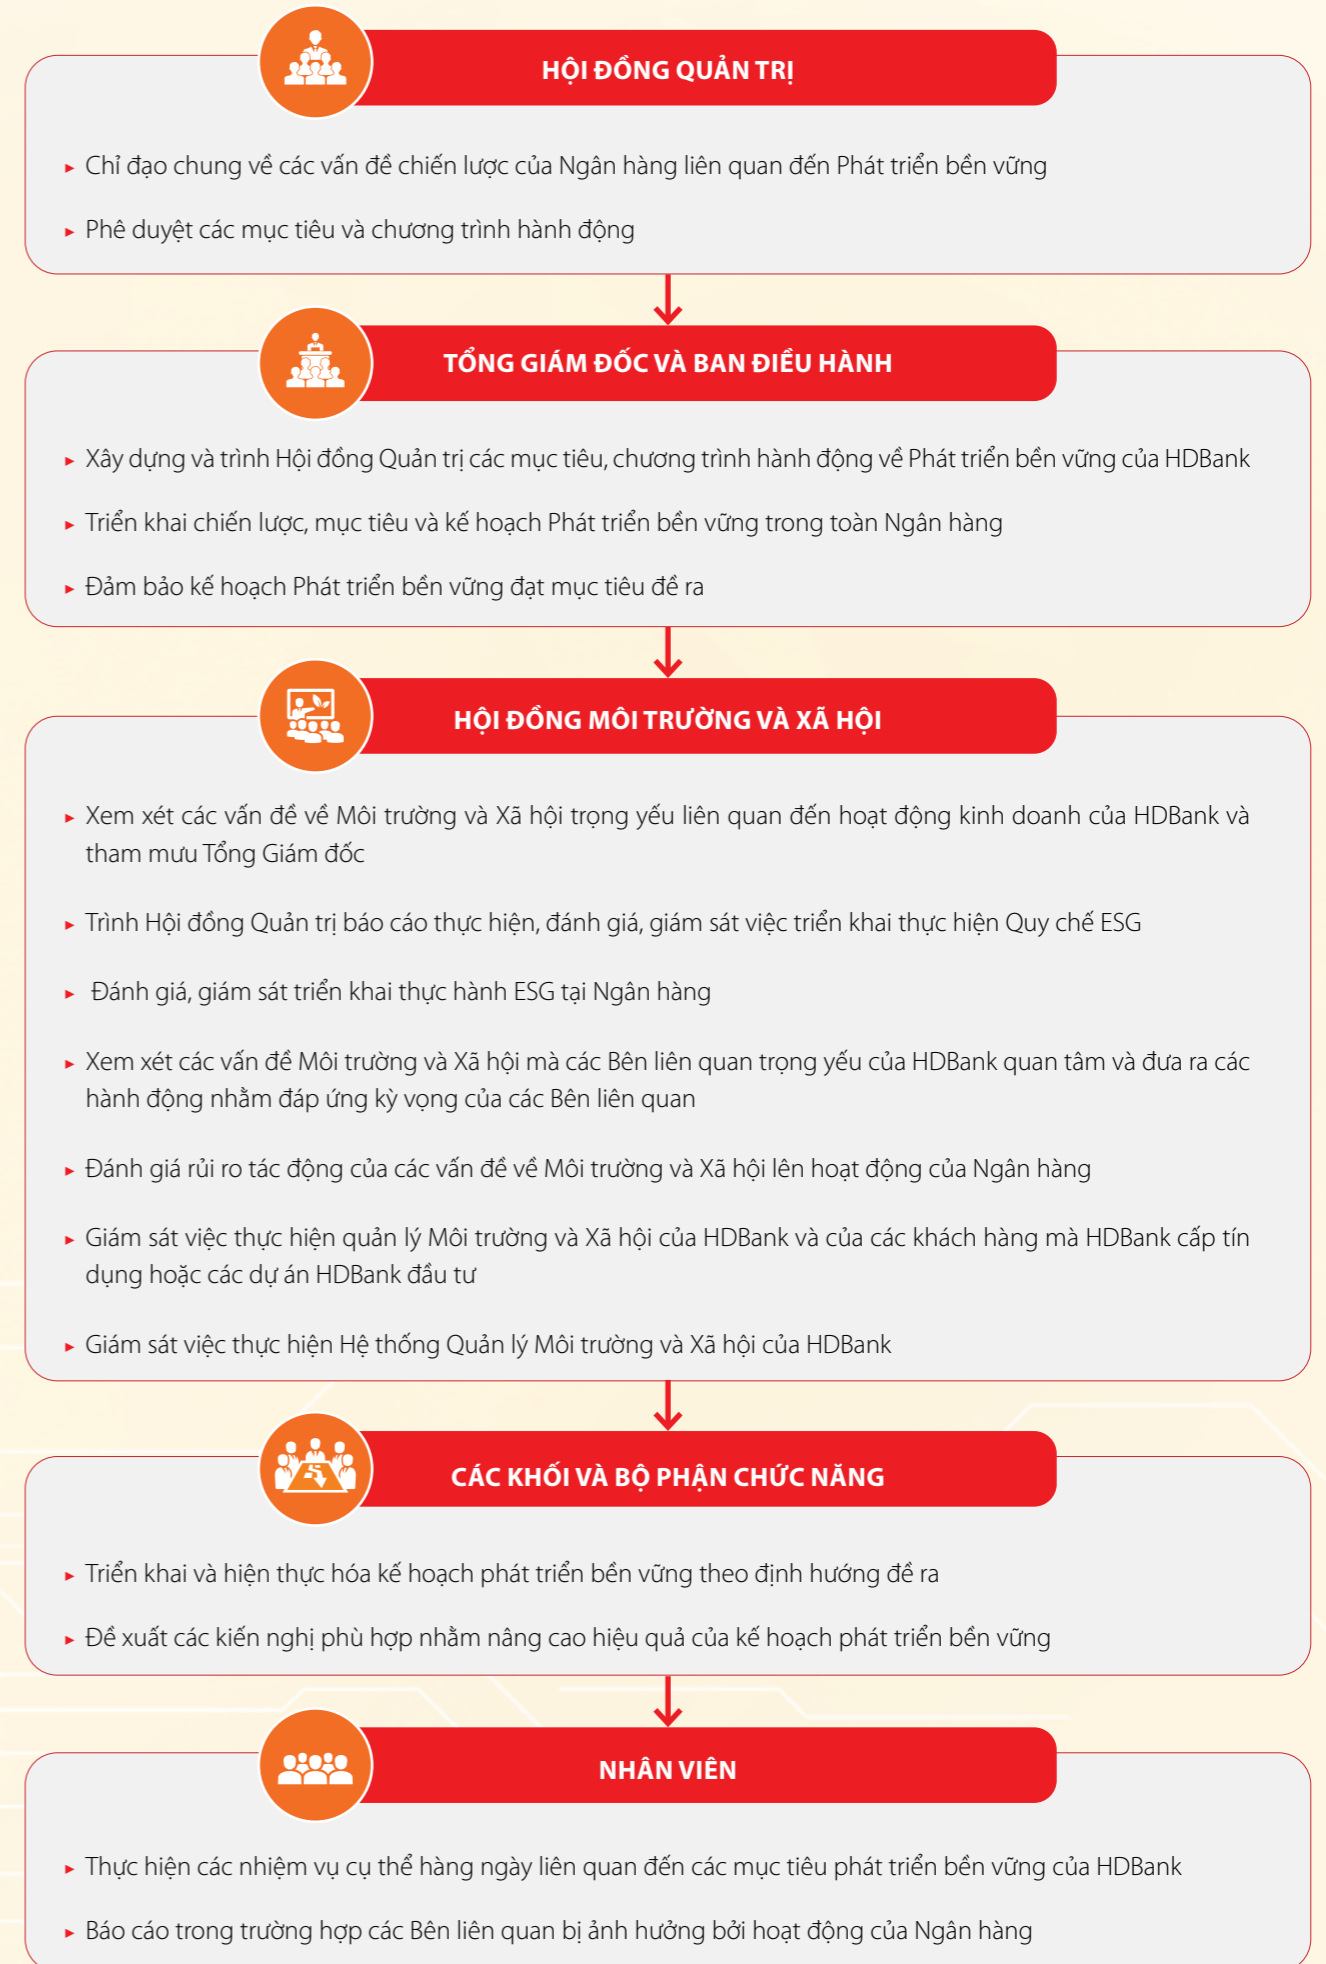 HỘI ĐỒNG QUẢN TRỊ
▸ Chỉ đạo chung về các vấn đề chiến lược của Ngân hàng liên quan đến Phát triển bền vững
▸ Phê duyệt các mục tiêu và chương trình hành động
TỔNG GIÁM ĐỐC VÀ BAN ĐIỀU HÀNH
▸ Xây dựng và trình Hội đồng Quản trị các mục tiêu, chương trình hành động về Phát triển bền vững của HDBank
▸ Triển khai chiến lược, mục tiêu và kế hoạch Phát triển bền vững trong toàn Ngân hàng
▸ Đảm bảo kế hoạch Phát triển bền vững đạt mục tiêu đề ra
HỘI ĐỒNG MÔI TRƯỜNG VÀ XÃ HỘI
▸ Xem xét các vấn đề về Môi trường và Xã hội trọng yếu liên quan đến hoạt động kinh doanh của HDBank và
tham mưu Tổng Giám đốc
▸ Trình Hội đồng Quản trị báo cáo thực hiện, đánh giá, giám sát việc triển khai thực hiện Quy chế ESG
▸ Đánh giá, giám sát triển khai thực hành ESG tại Ngân hàng
▸ Xem xét các vấn đề Môi trường và Xã hội mà các Bên liên quan trọng yếu của HDBank quan tâm và đưa ra các
hành động nhằm đáp ứng kỳ vọng của các Bên liên quan
▸ Đánh giá rủi ro tác động của các vấn đề về Môi trường và Xã hội lên hoạt động của Ngân hàng
▸ Giám sát việc thực hiện quản lý Môi trường và Xã hội của HDBank và của các khách hàng mà HDBank cấp tín
dụng hoặc các dự án HDBank đầu tư
▸ Giám sát việc thực hiện Hệ thống Quản lý Môi trường và Xã hội của HDBank
CÁC KHỐI VÀ BỘ PHẬN CHỨC NĂNG
▸ Triển khai và hiện thực hóa kế hoạch phát triển bền vững theo định hướng đề ra
▸ Đề xuất các kiến nghị phù hợp nhằm nâng cao hiệu quả của kế hoạch phát triển bền vững
NHÂN VIÊN
▸ Thực hiện các nhiệm vụ cụ thể hàng ngày liên quan đến các mục tiêu phát triển bền vững của HDBank
▸ Báo cáo trong trường hợp các Bên liên quan bị ảnh hưởng bởi hoạt động của Ngân hàng